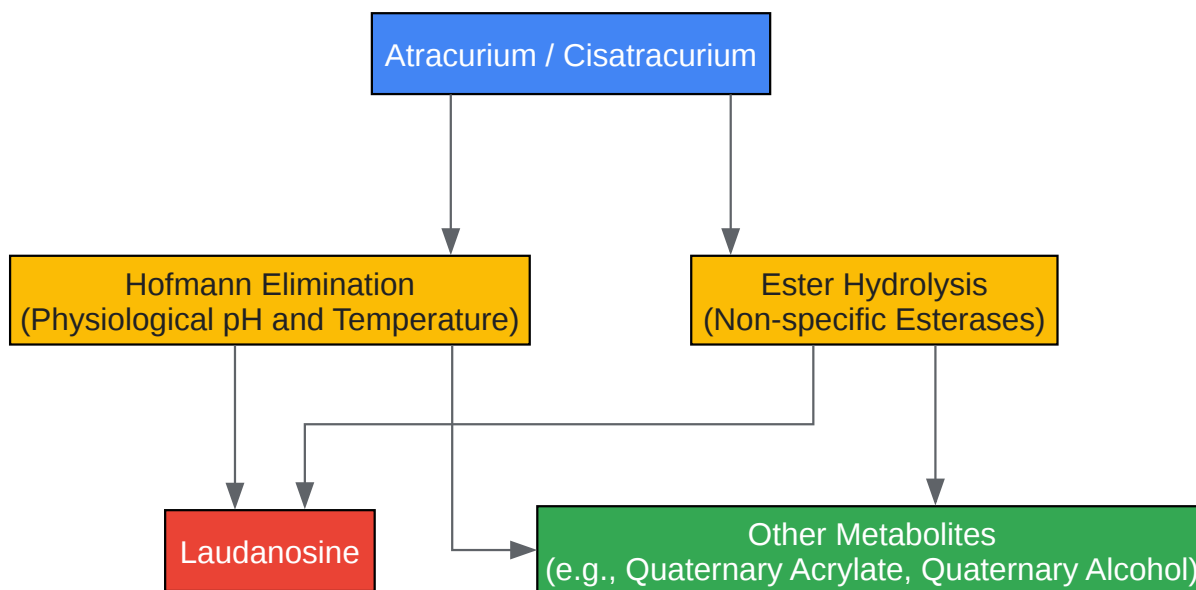 Atracurium / Cisatracurium
Hofmann Elimination
(Physiological pH and Temperature)
Ester Hydrolysis
(Non-specific Esterases)
Laudanosine
Other Metabolites
(e.g., Quaternary Acrylate, Quaternary Alcohol)